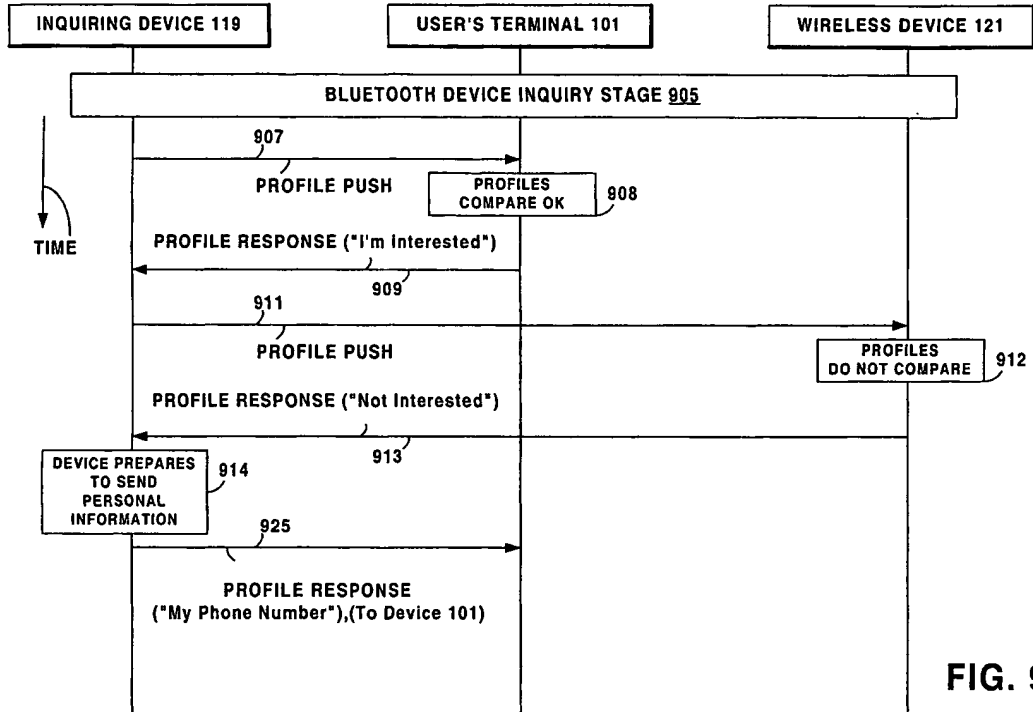 INQUIRING DEVICE 119
USER'S TERMINAL 101
WIRELESS DEVICE 121
BLUETOOTH DEVICE INQUIRY STAGE 905
907
PROFILE PUSH
PROFILES
COMPARE OK
908
TIME
PROFILE RESPONSE ("I'm Interested")
909
911
PROFILE PUSH
PROFILES
DO NOT COMPARE
912
PROFILE RESPONSE ("Not Interested")
913
DEVICE PREPARES
TO SEND
PERSONAL
INFORMATION
914
925
PROFILE RESPONSE
("My Phone Number"),(To Device 101)
FIG. 9